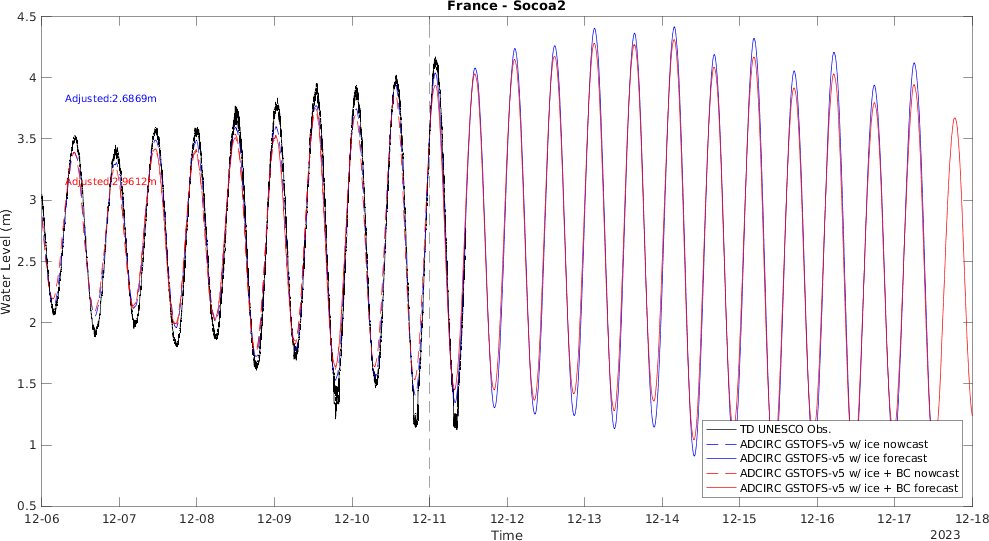 France - Socoa2
4.5
4
3.5
3
2.5
2
1.5
1
0.5
Water Level (m)
Adjusted:2.6869m
Adjusted:2.9612m
TD UNESCO Obs.
ADCIRC GSTOFS-v5 w/ ice nowcast
ADCIRC GSTOFS-v5 w/ ice forecast
ADCIRC GSTOFS-v5 w/ ice + BC nowcast
ADCIRC GSTOFS-v5 w/ ice + BC forecast
12-06 12-07 12-08 12-09 12-10 12-11 12-12 12-13 12-14 12-15 12-16 12-17 12-18
Time
2023